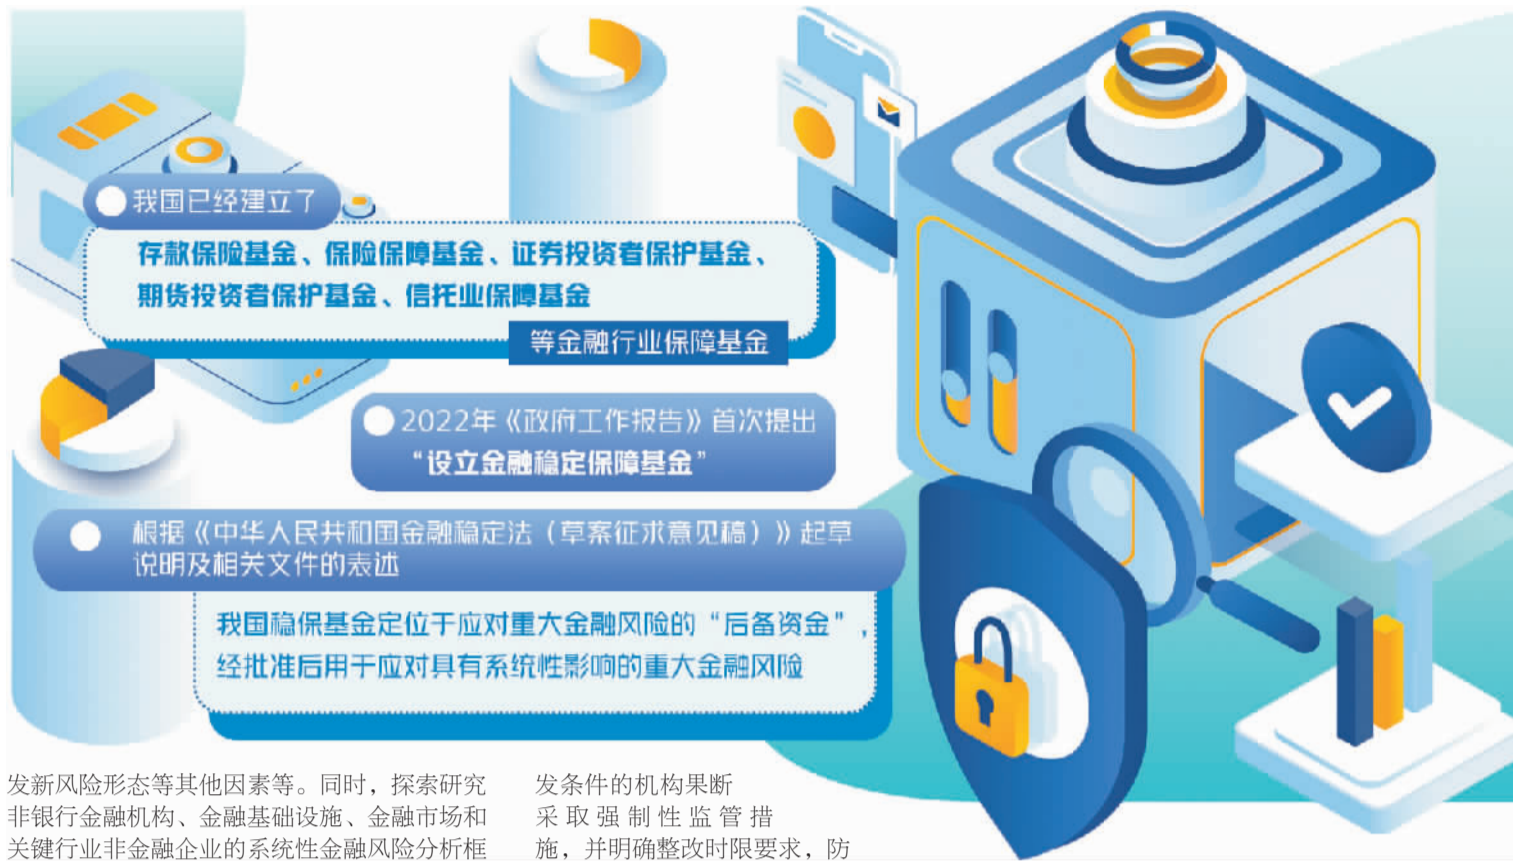 我国已经建立了
存款保险基金、保险保障基金、证券投资者保护基金、
期货投资者保护基金、信托业保障基金
等金融行业保障基金
2022年《政府工作报告》首次提出
“设立金融稳定保障基金”
根据《中华人民共和国金融稳定法（草案征求意见稿）》起草
说明及相关文件的表述
我国稳保基金定位于应对重大金融风险的“后备资金”，
经批准后用于应对具有系统性影响的重大金融风险
发新风险形态等其他因素等。同时，探索研究
非银行金融机构、金融基础设施、金融市场和
关键行业非金融企业的系统性金融风险分析框
发条件的机构果断
采取强制性监管措
施，并明确整改时限要求，防